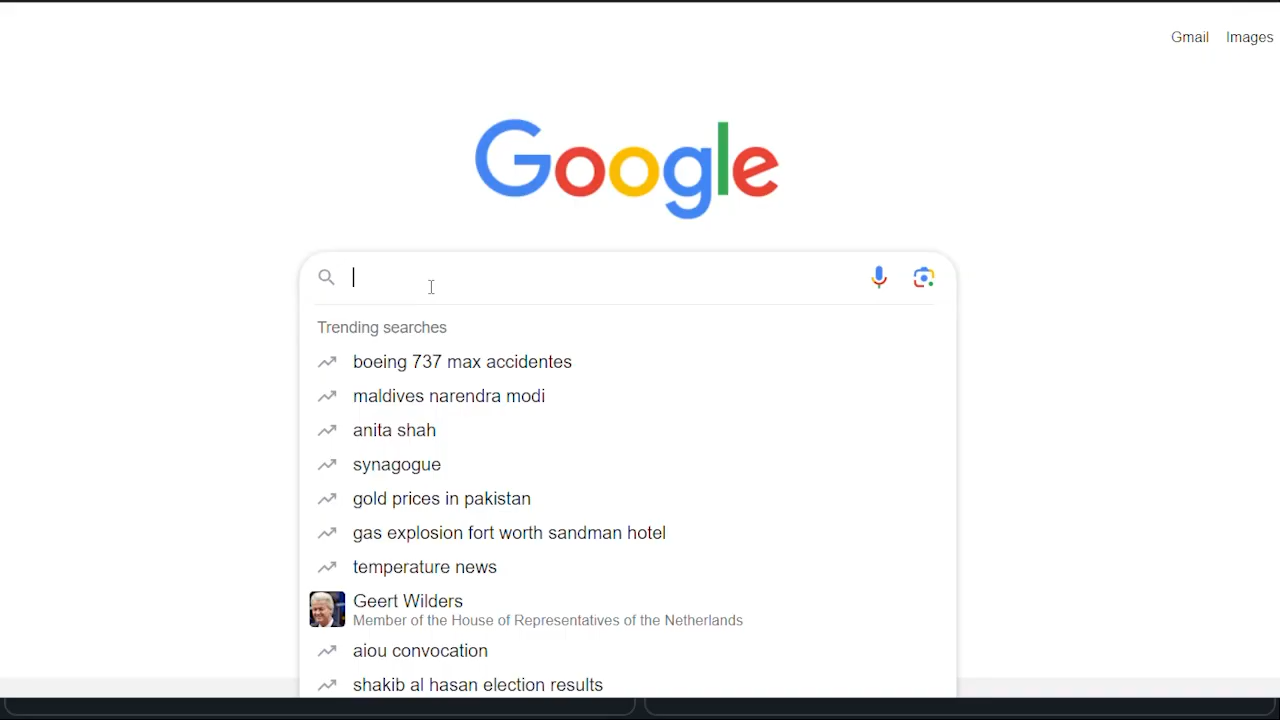 Gmail Images
Google
Trending searches
boeing 737 max accidentes
maldives narendra modi
anita shah
synagogue
gold prices in pakistan
gas explosion fort worth sandman hotel
temperature news
Geert Wilders
Member of the House of Representatives of the Netherlands
aiou convocation
shakib al hasan election results